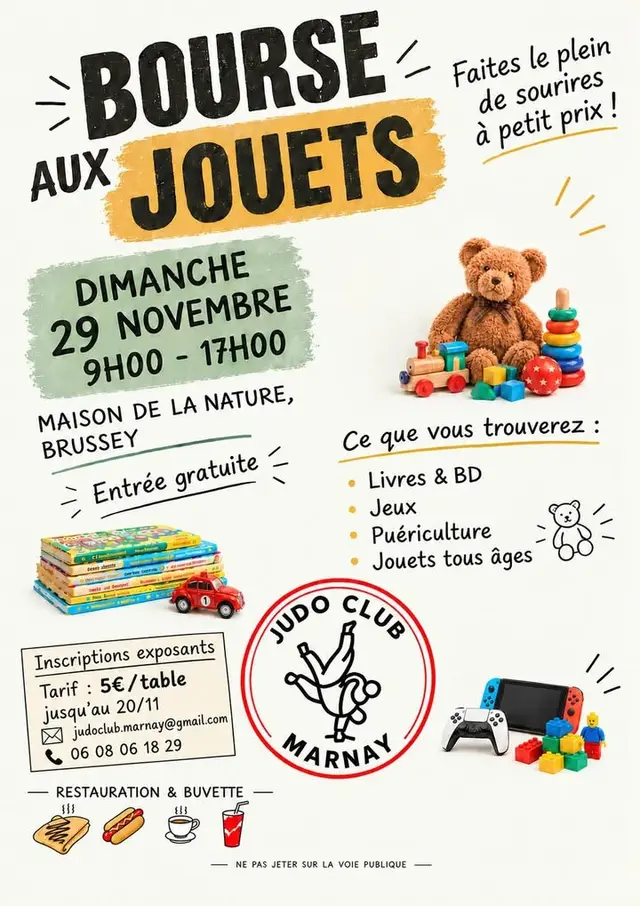 BOURSE
AUX JOUETS
Faites le plein
de sourires
à petit prix !
DIMANCHE
29 NOVEMBRE
9H00 - 17H00
MAISON DE LA NATURE,
BRUSSEY
Entrée gratuite
Ce que vous trouverez :
• Livres & BD
• Jeux
• Puériculture
• Jouets tous âges
1
JUDO CLUB
MARNAY
Inscriptions exposants
Tarif : 5€/table
jusqu'au 20/11
judoclub.marnay@gmail.com
06 08 06 18 29
RESTAURATION & BUVETTE
NE PAS JETER SUR LA VOIE PUBLIQUE